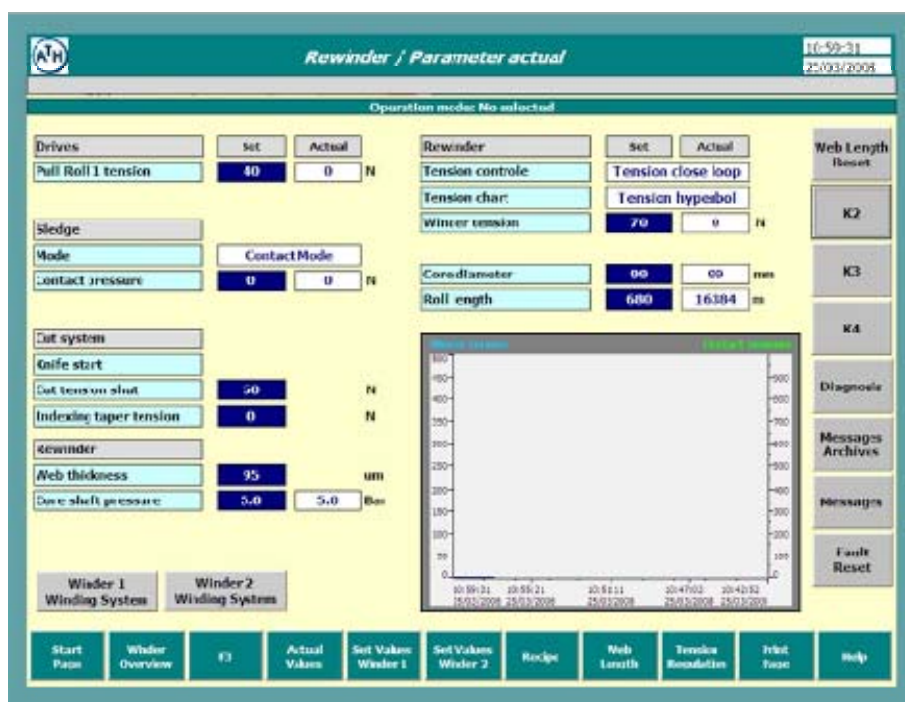 ATH
Rewinder / Parameter actual
10:59:31
25/03/2008
Operation mode: No selected
Drives Set Actual
Pull Roll 1 tension 40 0 N
Sledge
Mode ContactMode
Contact pressure 0 0 N
Cut system
Knife start
Cut tension shut 50 N
Indexing taper tension 0 N
Rewinder
Web thickness 95 um
Core shaft pressure 5.0 5.0 Bar
Winder 1
Winding System
Winder 2
Winding System
Rewinder Set Actual
Tension controle Tension close loop
Tension chart Tension hyperbol
Winder tension 70 0 N
Core diameter mm
Roll length 680 16384 m
Web Length
Reset
K2
K3
K4
Diagnosis
Messages
Archives
Messages
Fault
Reset
Start
Page
Winder
Overview
F3
Actual
Values
Set Values
Winder 1
Set Values
Winder 2
Recipe
Web
Length
Tension
Regulation
Print
Page
Help